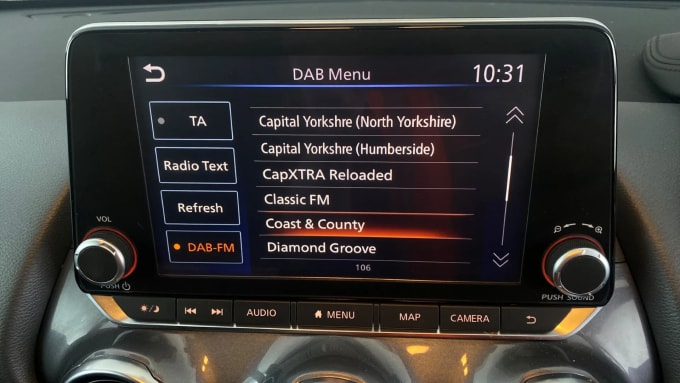 DAB Menu
10:31
TA
Radio Text
Refresh
DAB-FM
Capital Yorkshre (North Yorkshire)
Capital Yorkshre (Humberside)
CapXTRA Reloaded
Classic FM
Coast & County
Diamond Groove
106
VOL
PUSH
PUSH SOUND
AUDIO
MENU
MAP
CAMERA